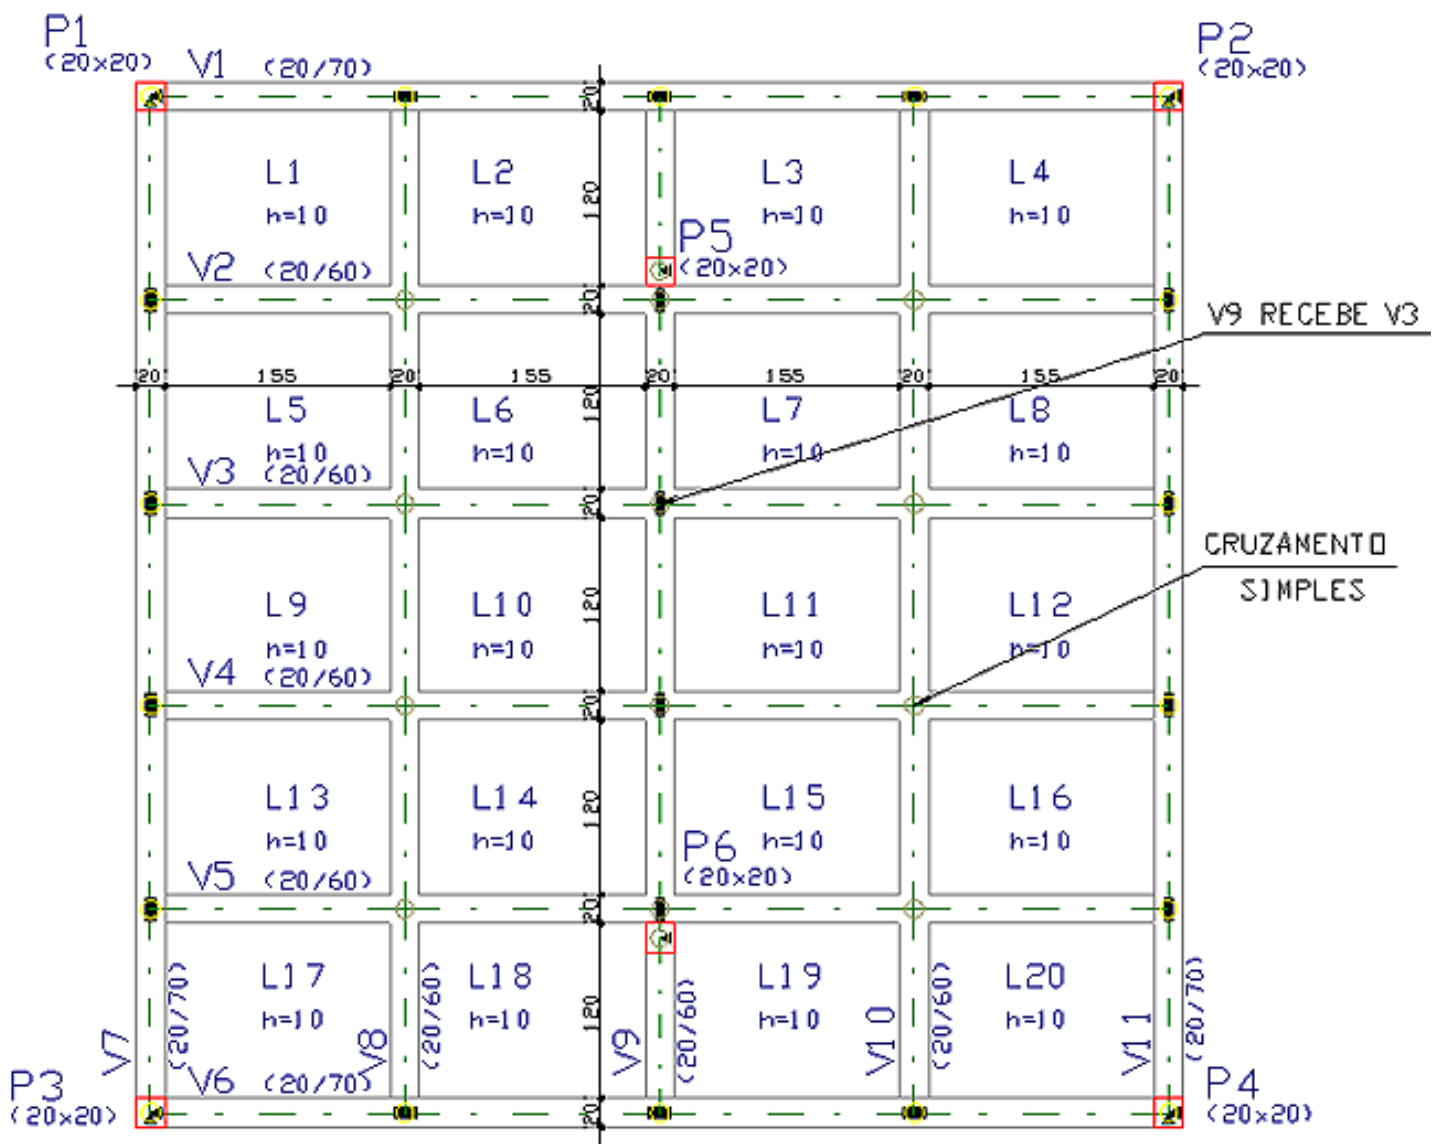 P1
(20x20)
V1 (20/70)
P2
(20x20)
20
L1
h=10
L2
h=10
120
L3
h=10
L4
h=10
P5
(20x20)
V2 (20/60)
20
V9 RECEBE V3
20 155 20 155 20 155 20 155 20
120
L5
h=10
L6
h=10
L7
h=10
L8
h=10
V3 (20/60)
20
CRUZAMENTO
SIMPLES
L9
h=10
L10
h=10
120
L11
h=10
L12
h=10
V4 (20/60)
20
L13
h=10
L14
h=10
120
L15
h=10
L16
h=10
P6
(20x20)
V5 (20/60)
20
L17
h=10
L18
h=10
120
L19
h=10
L20
h=10
V7 (20/70)
V8 (20/60)
V9 (20/60)
V10 (20/60)
V11 (20/70)
V6 (20/70)
20
P3
(20x20)
P4
(20x20)